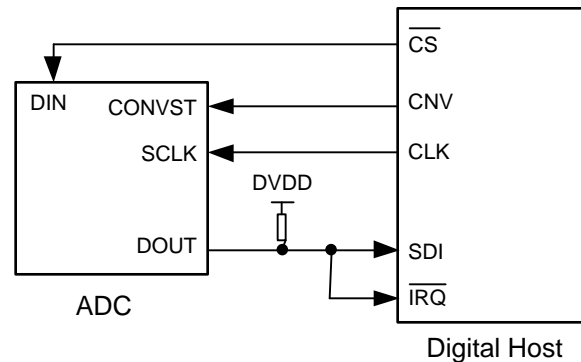 CS
DIN
CONVST
CNV
SCLK
CLK
DVDD
DOUT
SDI
IRQ
ADC
Digital Host